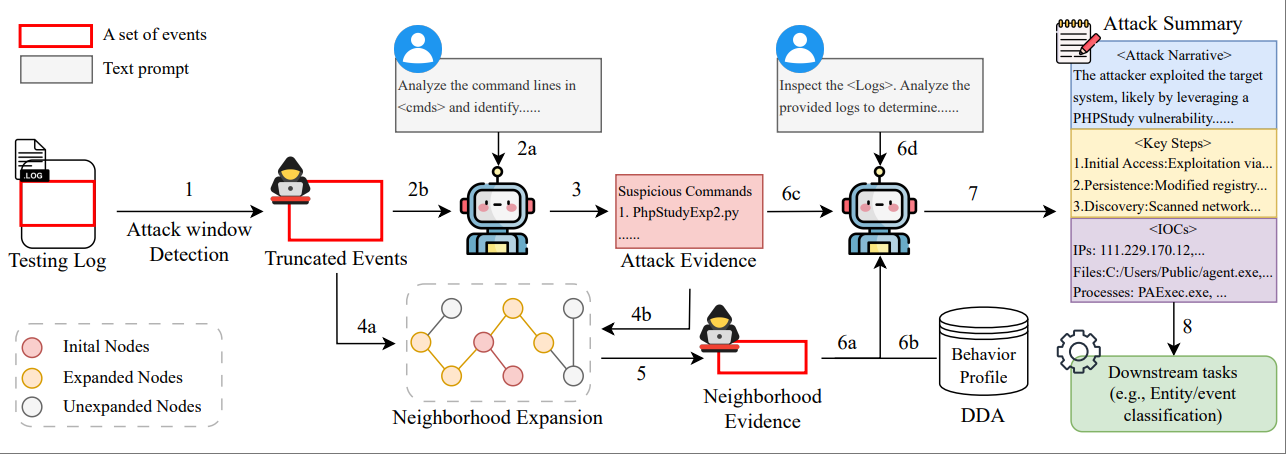 A set of events
Text prompt
Analyze the command lines in
<cmds> and identify......
Inspect the <Logs>. Analyze the
provided logs to determine......
Attack Summary
<Attack Narrative>
The attacker exploited the target
system, likely by leveraging a
PHPStudy vulnerability......
<Key Steps>
1.Initial Access:Exploitation via...
2.Persistence:Modified registry...
3.Discovery:Scanned network...
<IOCs>
IPs: 111.229.170.12,...
Files:C:/Users/Public/agent.exe,...
Processes: PAExec.exe, ...
.LOG
Testing Log
1
Attack window
Detection
Truncated Events
2a
2b
3
Suspicious Commands
1. PhpStudyExp2.py
......
Attack Evidence
6c
6d
7
4a
4b
5
Neighborhood Expansion
Neighborhood
Evidence
6a
6b
Behavior
Profile
DDA
8
Downstream tasks
(e.g., Entity/event
classification)
Inital Nodes
Expanded Nodes
Unexpanded Nodes